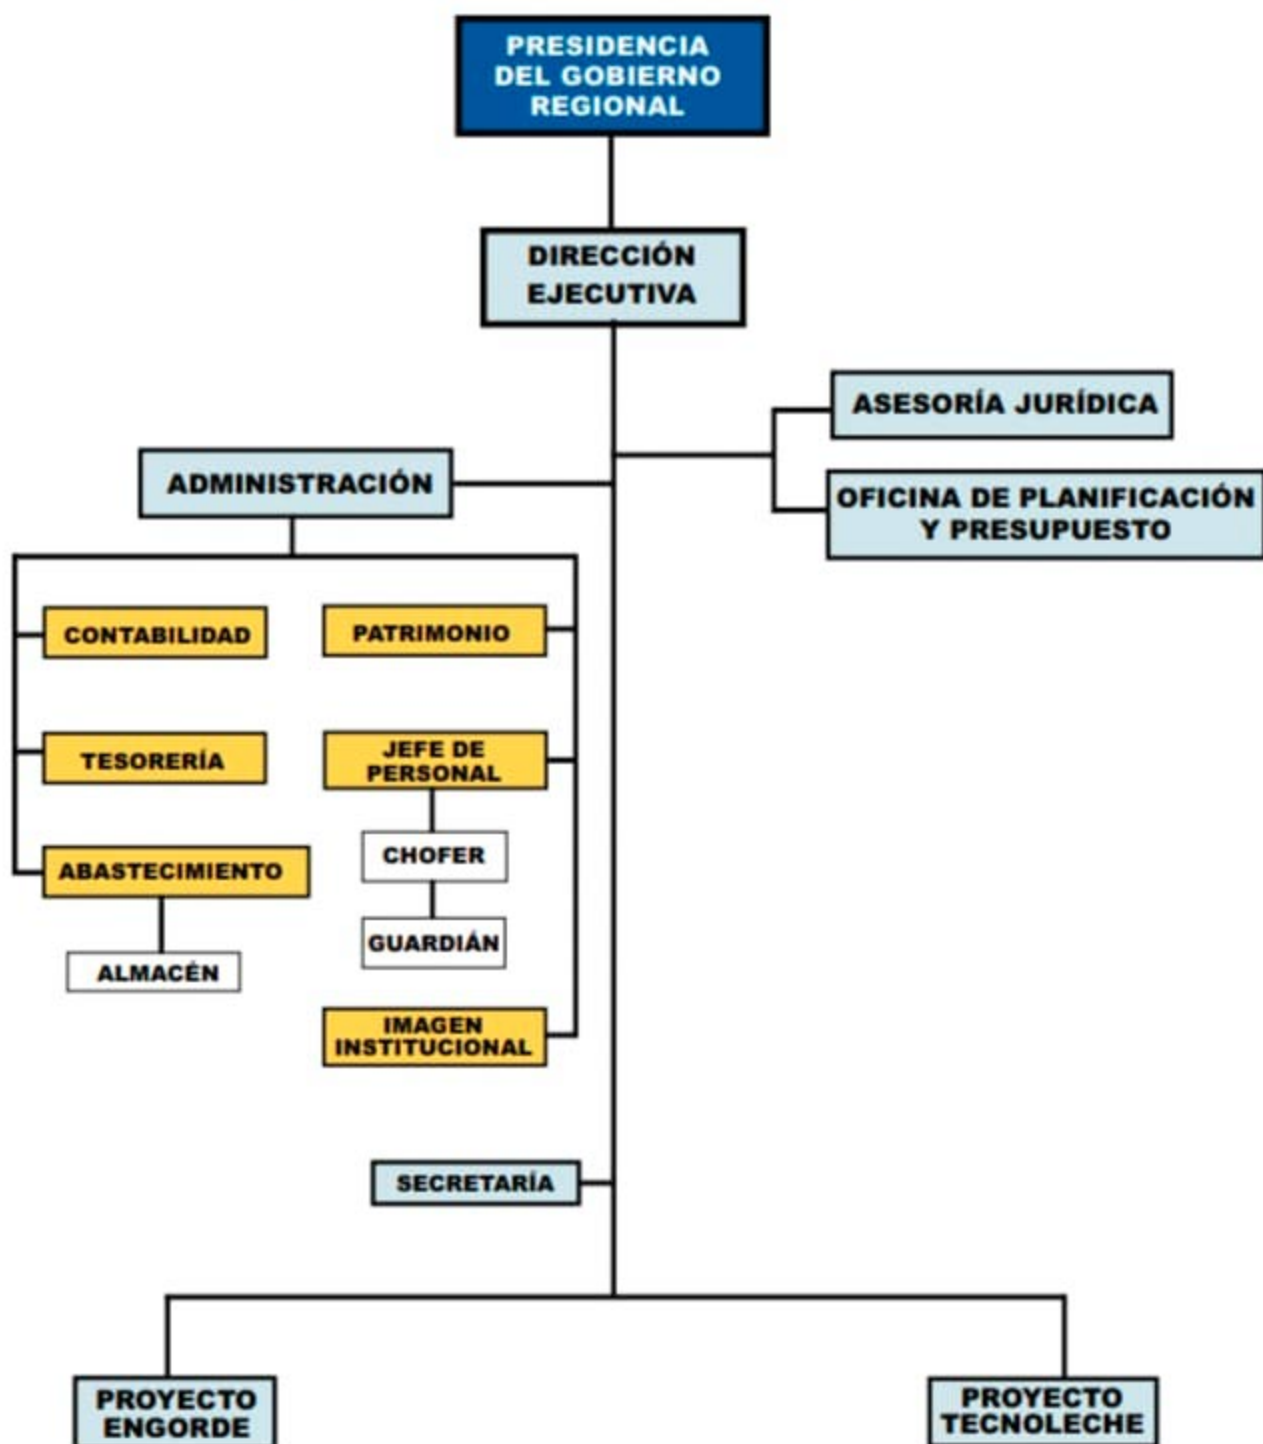 PRESIDENCIA
DEL GOBIERNO
REGIONAL
DIRECCIÓN
EJECUTIVA
ASESORÍA JURÍDICA
ADMINISTRACIÓN
OFICINA DE PLANIFICACIÓN
Y PRESUPUESTO
CONTABILIDAD
PATRIMONIO
TESORERÍA
JEFE DE
PERSONAL
CHOFER
ABASTECIMIENTO
GUARDIÁN
ALMACÉN
IMAGEN
INSTITUCIONAL
SECRETARÍA
PROYECTO
ENGORDE
PROYECTO
TECNOLECHE